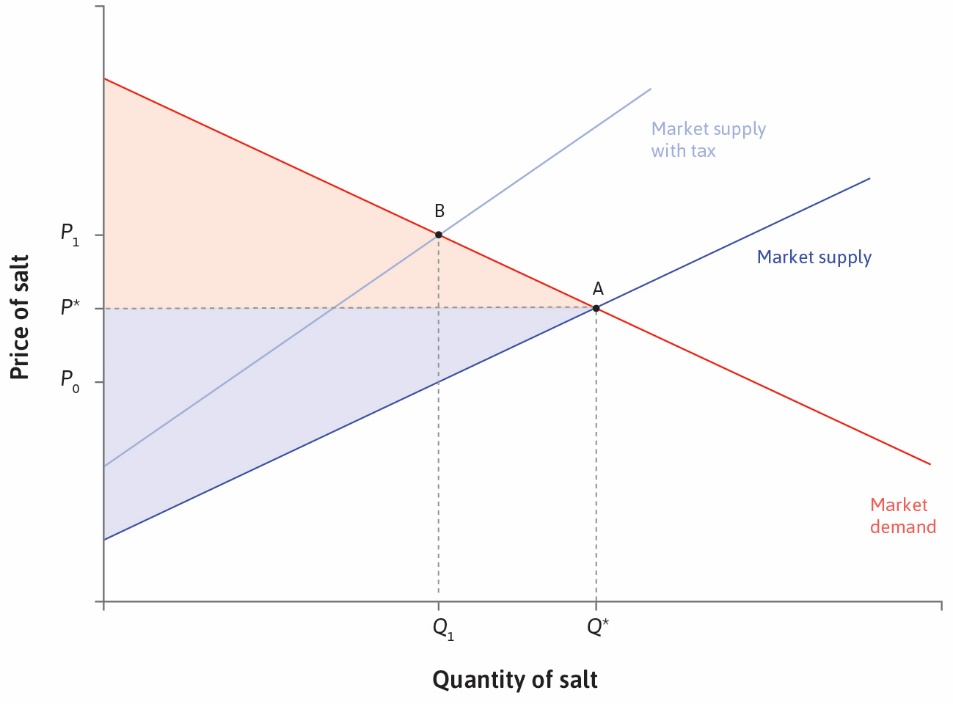 Market supply
with tax
B
P1
Market supply
A
P*
P0
Price of salt
Market
demand
Q1
Q*
Quantity of salt